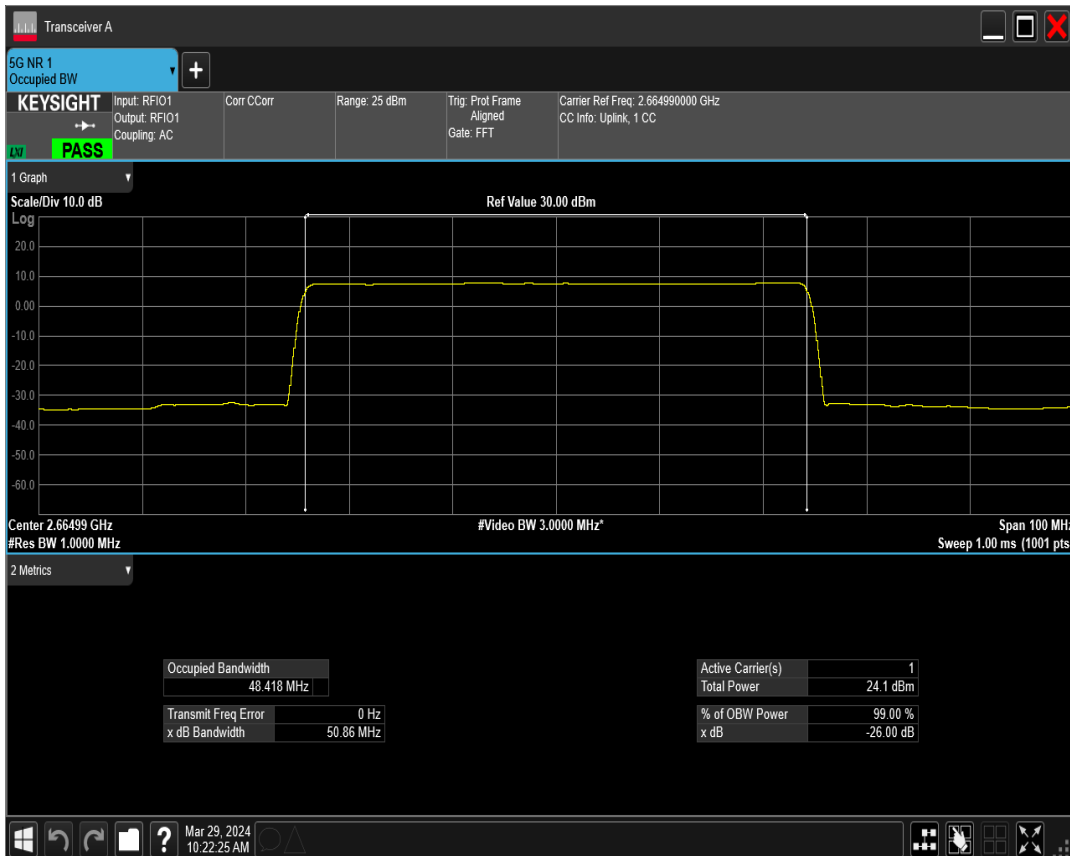 Transceiver A
5G NR 1
Occupied BW
+
KEYSIGHT
LXI
PASS
Input: RFIO1
Output: RFIO1
Coupling: AC
Corr CCorr
Range: 25 dBm
Trig: Prot Frame
Aligned
Gate: FFT
Carrier Ref Freq: 2.664990000 GHz
CC Info: Uplink, 1 CC
1 Graph
Scale/Div 10.0 dB
Ref Value 30.00 dBm
Log
20.0
10.0
0.00
-10.0
-20.0
-30.0
-40.0
-50.0
-60.0
Center 2.66499 GHz
#Video BW 3.0000 MHz*
Span 100 MHz
#Res BW 1.0000 MHz
Sweep 1.00 ms (1001 pts
2 Metrics
Occupied Bandwidth
48.418 MHz
Transmit Freq Error 0 Hz
x dB Bandwidth 50.86 MHz
Active Carrier(s) 1
Total Power 24.1 dBm
% of OBW Power 99.00 %
x dB -26.00 dB
?
Mar 29, 2024
10:22:25 AM